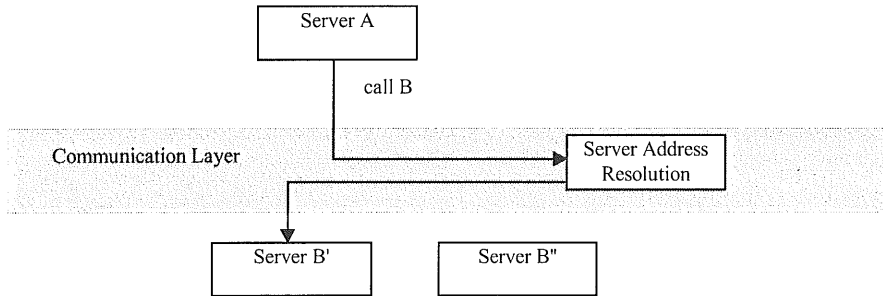 Server A
call B
Communication Layer
Server Address
Resolution
Server B'
Server B"